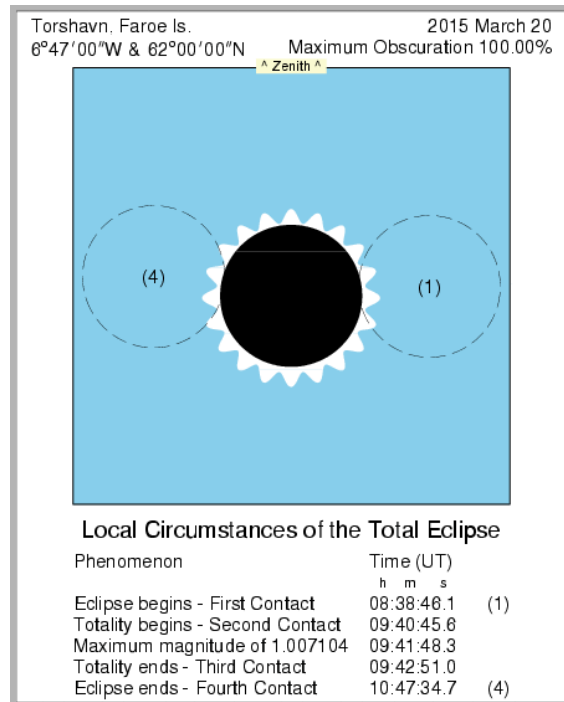 Torshavn, Faroe Is. 2015 March 20
6°47'00"W & 62°00'00"N Maximum Obscuration 100.00%
^ Zenith ^
(4) (1)
Local Circumstances of the Total Eclipse
Phenomenon Time (UT)
h m s
Eclipse begins - First Contact 08:38:46.1 (1)
Totality begins - Second Contact 09:40:45.6
Maximum magnitude of 1.007104 09:41:48.3
Totality ends - Third Contact 09:42:51.0
Eclipse ends - Fourth Contact 10:47:34.7 (4)